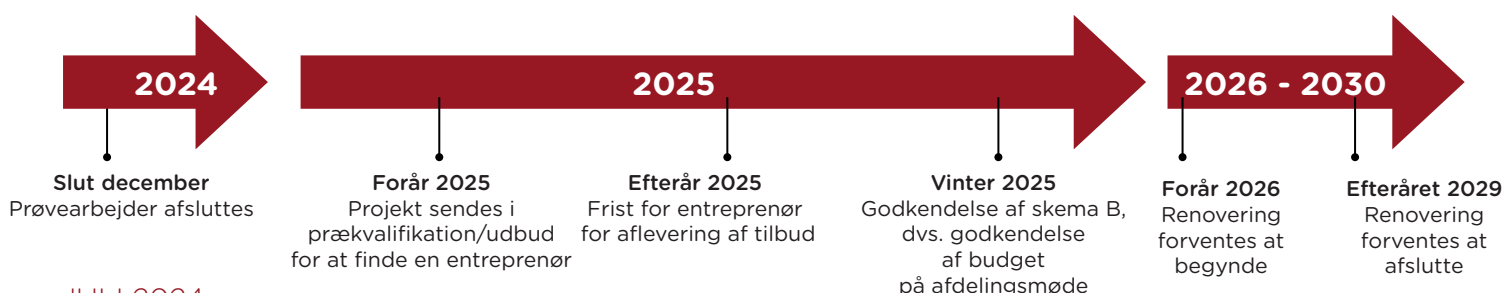 2024
2025
2026 - 2030
Slut december
Prøvearbejder afsluttes
Forår 2025
Projekt sendes i
prækvalifikation/udbud
for at finde en entreprenør
Efterår 2025
Frist for entreprenør
for aflevering af tilbud
Vinter 2025
Godkendelse af skema B,
dvs. godkendelse
af budget
på afdelingsmøde
Forår 2026
Renovering
forventes at
begynde
Efteråret 2029
Renovering
forventes at
afslutte
2024